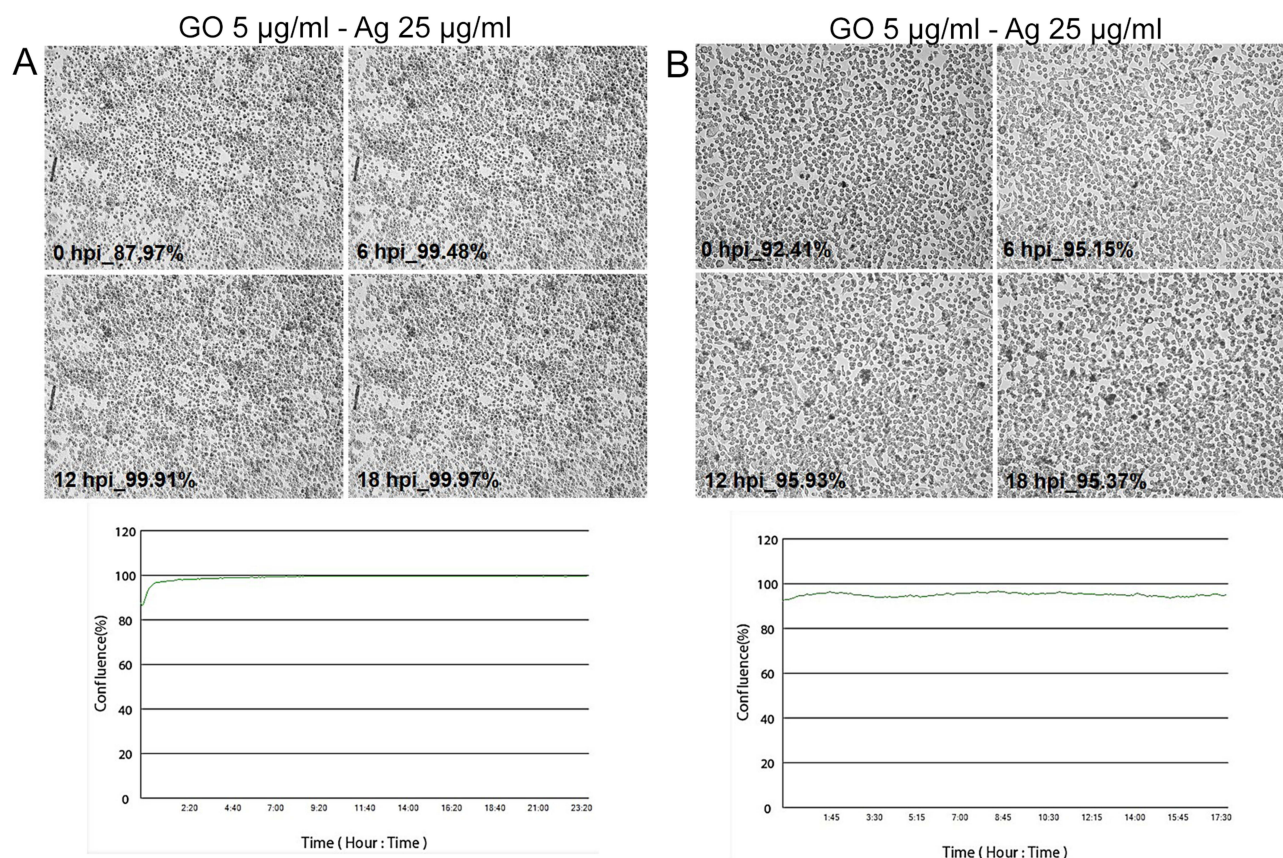 GO 5 µg/ml - Ag 25 µg/ml
A
0 hpi_87.97%
6 hpi_99.48%
12 hpi_99.91%
18 hpi_99.97%
120
100
80
60
40
20
0
Confluence(%)
2:20 4:40 7:00 9:20 11:40 14:00 16:20 18:40 21:00 23:20
Time ( Hour : Time )
GO 5 µg/ml - Ag 25 µg/ml
B
0 hpi_92.41%
6 hpi_95.15%
12 hpi_95.93%
18 hpi_95.37%
120
100
80
60
40
20
0
Confluence(%)
1:45 3:30 5:15 7:00 8:45 10:30 12:15 14:00 15:45 17:30
Time ( Hour : Time )